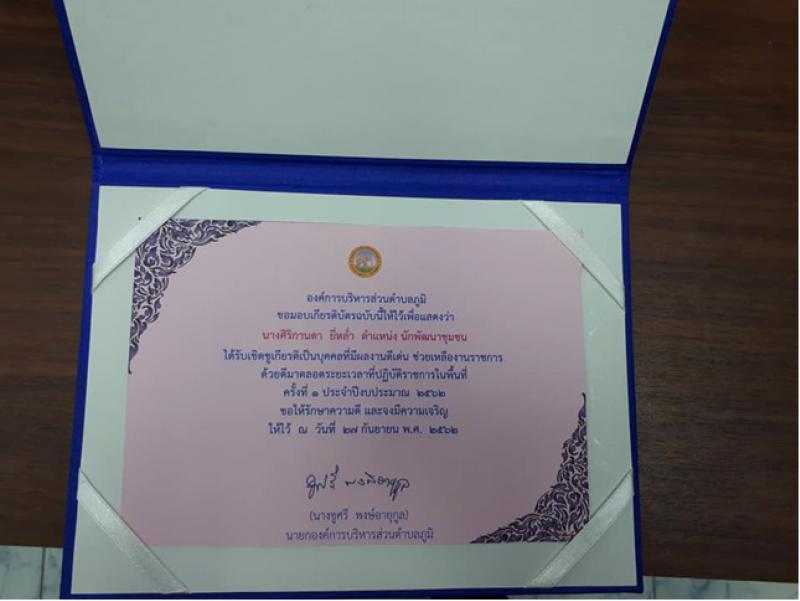 องค์การบริหารส่วนตำบลภูมิ
ขอมอบเกียรติบัตรฉบับนี้ให้ไว้เพื่อแสดงว่า
นางศิริกานดา ยี่หล่ำ ตำแหน่ง นักพัฒนาชุมชน
ได้รับเชิดชูเกียรติเป็นบุคคลที่มีผลงานดีเด่น ช่วยเหลืองานราชการ
ด้วยดีมาตลอดระยะเวลาที่ปฏิบัติราชการในพื้นที่
ครั้งที่ ๑ ประจำปีงบประมาณ ๒๕๖๒
ขอให้รักษาความดี และจงมีความเจริญ
ให้ไว้ ณ วันที่ ๒๗ กันยายน พ.ศ. ๒๕๖๒
ชูศรี พงษ์อายุกูล
(นางชูศรี พงษ์อายุกูล)
นายกองค์การบริหารส่วนตำบลภูมิ